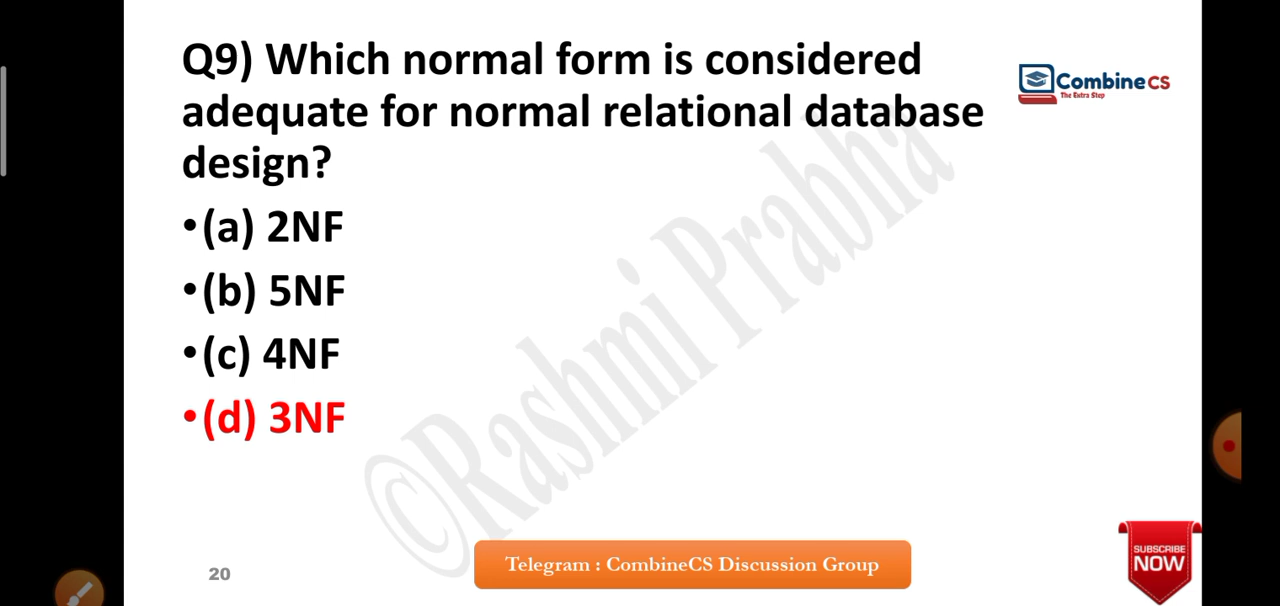 Q9) Which normal form is considered
adequate for normal relational database
design?
•(a) 2NF
•(b) 5NF
•(c) 4NF
•(d) 3NF
CombineCS
The Extra Step
©Rashmi Prabha
20
Telegram : CombineCS Discussion Group
SUBSCRIBE
NOW